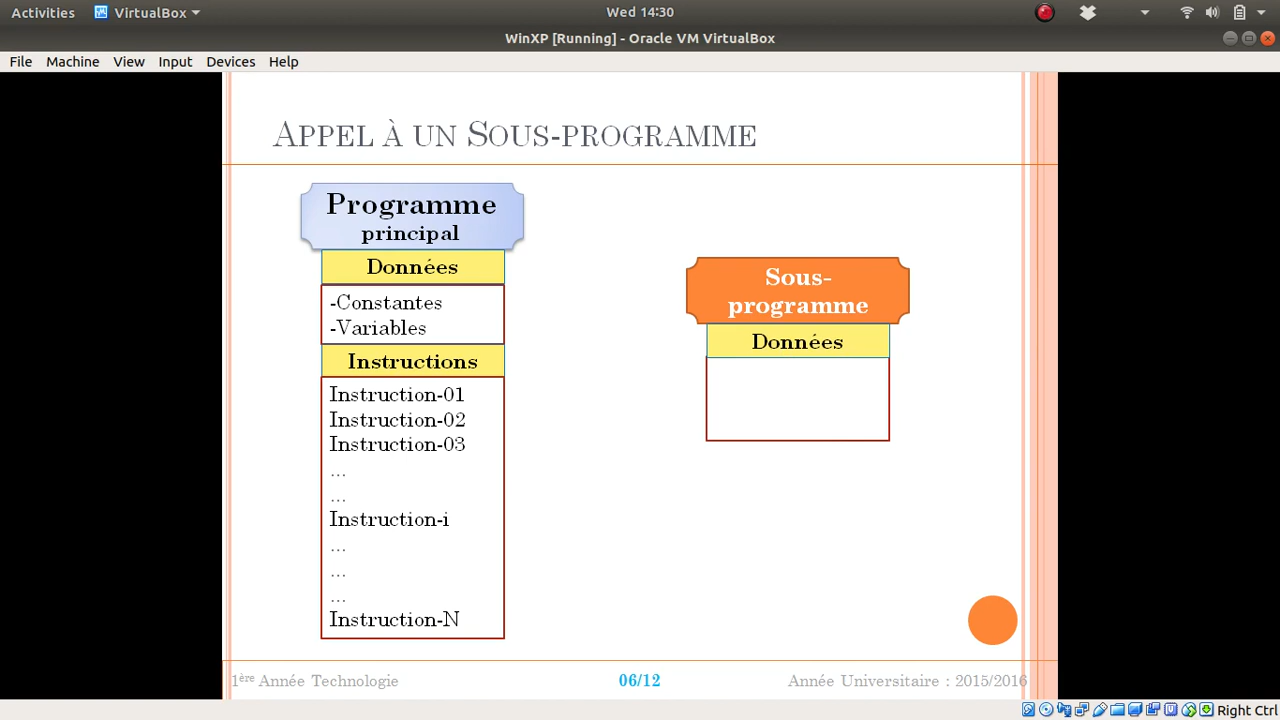 Activities VirtualBox Wed 14:30
WinXP [Running] - Oracle VM VirtualBox
File Machine View Input Devices Help
APPEL À UN SOUS-PROGRAMME
Programme
principal
Données
-Constantes
-Variables
Instructions
Instruction-01
Instruction-02
Instruction-03
...
...
Instruction-i
...
...
...
Instruction-N
Sous-
programme
Données
1ère Année Technologie 06/12 Année Universitaire : 2015/2016
Right Ctrl